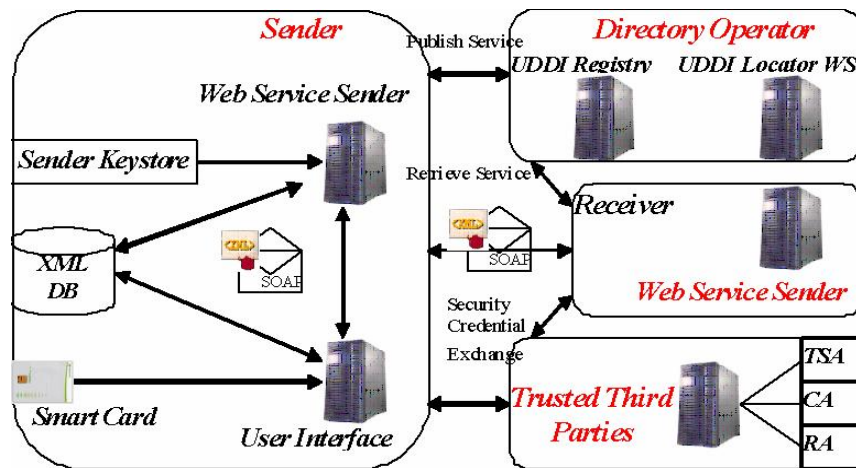 Sender
Web Service Sender
Sender Keystore
XML
DB
SOAP
Smart Card
User Interface
Publish Service
Retrieve Service
XML
SOAP
Security
Credential
Exchange
Directory Operator
UDDI Registry
UDDI Locator WS
Receiver
Web Service Sender
Trusted Third
Parties
TSA
CA
RA